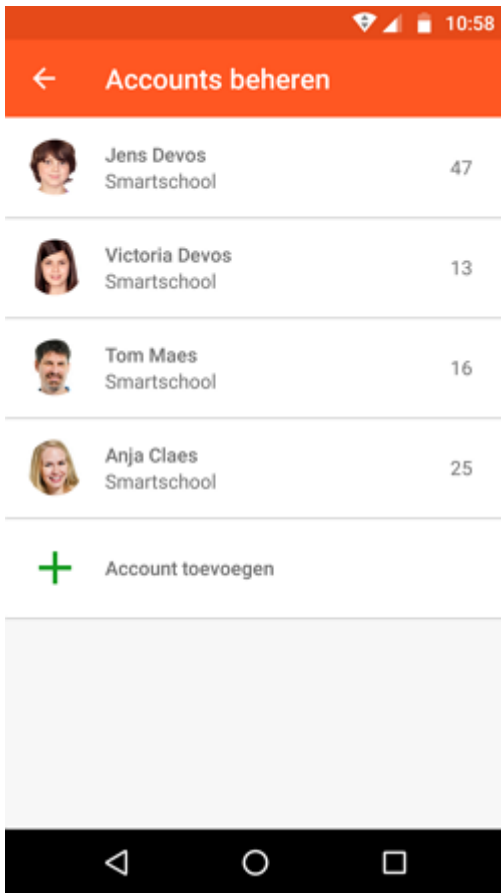 10:58
Accounts beheren
Jens Devos
Smartschool
47
Victoria Devos
Smartschool
13
Tom Maes
Smartschool
16
Anja Claes
Smartschool
25
Account toevoegen